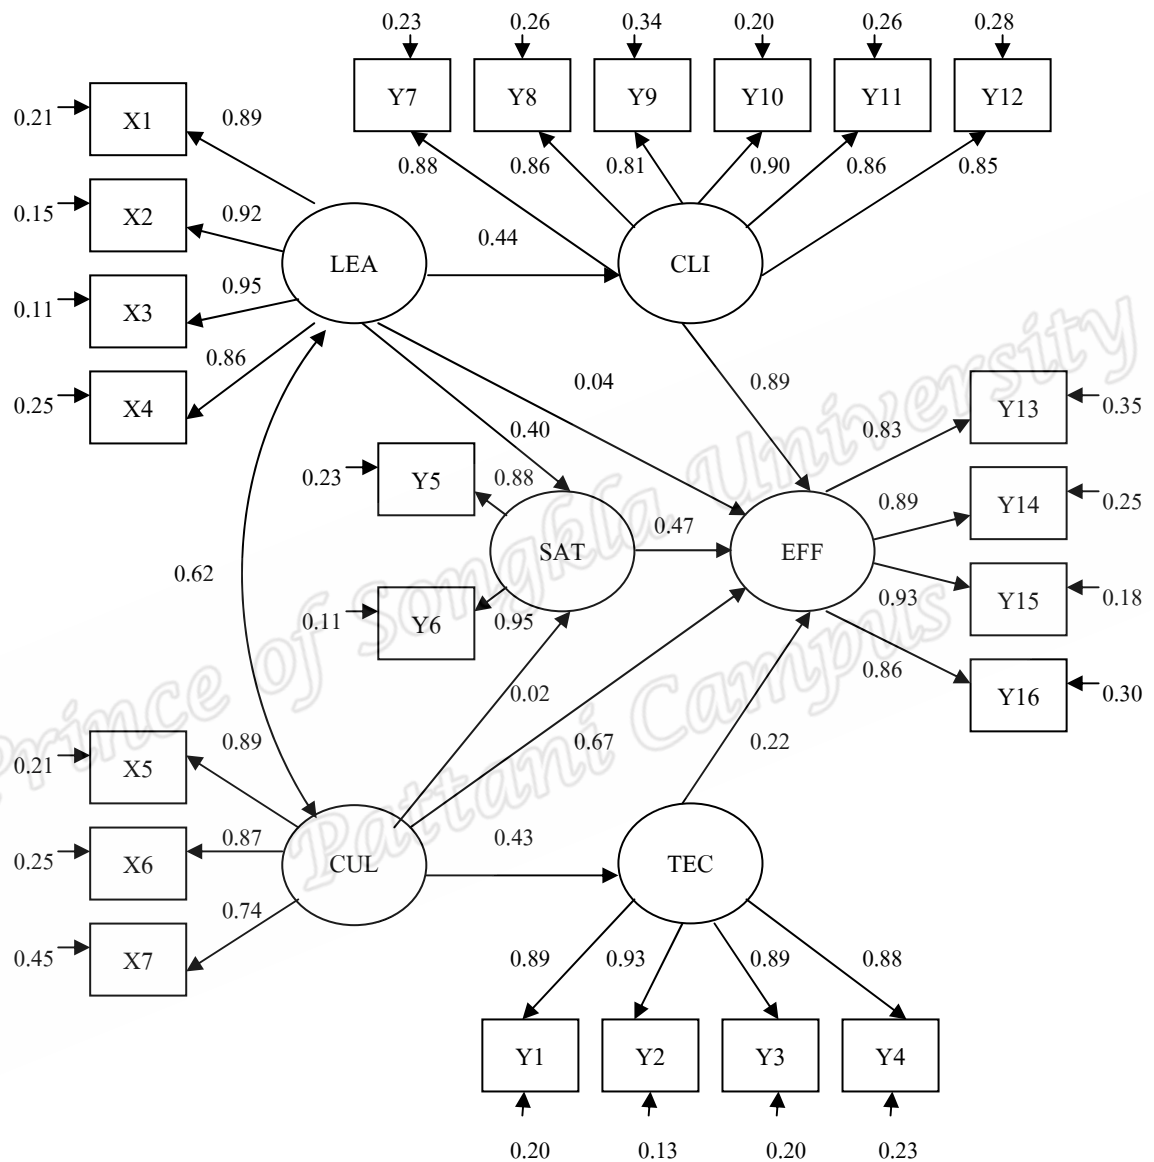 0.23 0.26 0.34 0.20 0.26 0.28
Y7 Y8 Y9 Y10 Y11 Y12
0.21 X1 0.89
0.88 0.86 0.81 0.90 0.86 0.85
0.15 X2 0.92
0.44
LEA CLI
0.95
0.11 X3
0.86
0.04 0.89
0.25 X4
Y13 0.35
0.40 0.83
0.23 Y5 0.88
0.89 Y14 0.25
0.47
SAT EFF
0.62
0.93 Y15 0.18
0.11 Y6 0.95
0.86
0.02 Y16 0.30
0.67 0.22
0.21 X5 0.89
0.87 0.43
0.25 X6 CUL TEC
0.74
0.45 X7 0.89 0.93 0.89 0.88
Y1 Y2 Y3 Y4
0.20 0.13 0.20 0.23
Prince of Songkla University
Pattani Campus